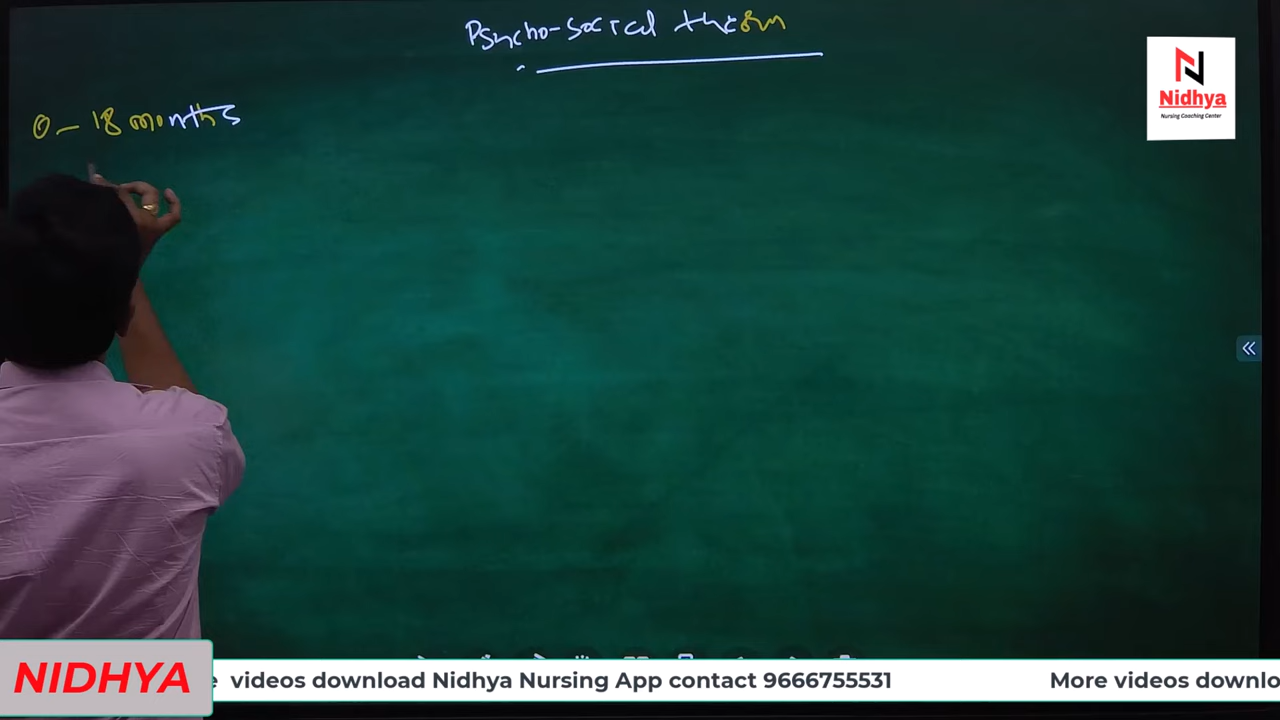 Psycho-social theory
0 - 18 months
Nidhya
Nursing Coaching Center
NIDHYA
videos download Nidhya Nursing App contact 9666755531
More videos downlo